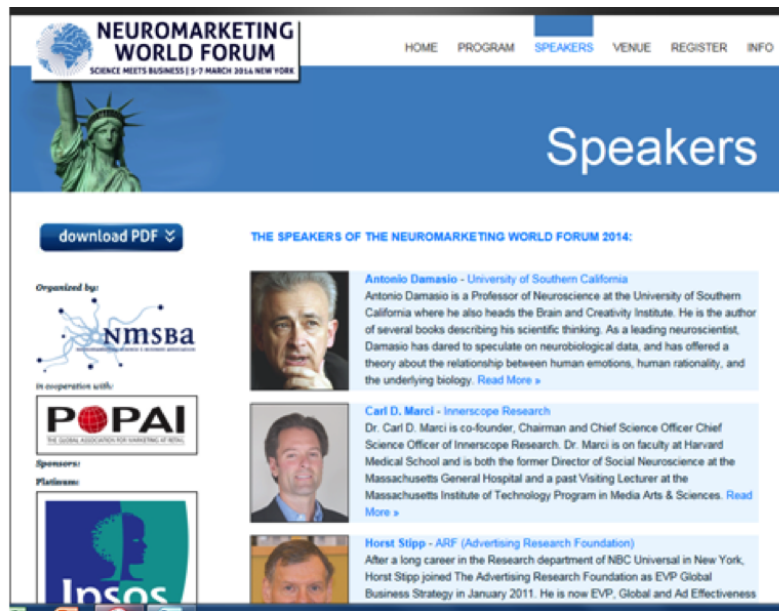 NEUROMARKETING
WORLD FORUM
SCIENCE MEETS BUSINESS | 5-7 MARCH 2014 NEW YORK
HOME PROGRAM SPEAKERS VENUE REGISTER INFO
Speakers
download PDF
THE SPEAKERS OF THE NEUROMARKETING WORLD FORUM 2014:
Organized by:
NMSBA
in cooperation with:
POPAI
THE GLOBAL ASSOCIATION FOR MARKETING AT RETAIL
Sponsors:
Platinum:
Ipsos
Antonio Damasio - University of Southern California
Antonio Damasio is a Professor of Neuroscience at the University of Southern
California where he also heads the Brain and Creativity Institute. He is the author
of several books describing his scientific thinking. As a leading neuroscientist,
Damasio has dared to speculate on neurobiological data, and has offered a
theory about the relationship between human emotions, human rationality, and
the underlying biology. Read More »
Carl D. Marci - Innerscope Research
Dr. Carl D. Marci is co-founder, Chairman and Chief Science Officer Chief
Science Officer of Innerscope Research. Dr. Marci is on faculty at Harvard
Medical School and is both the former Director of Social Neuroscience at the
Massachusetts General Hospital and a past Visiting Lecturer at the
Massachusetts Institute of Technology Program in Media Arts & Sciences. Read
More »
Horst Stipp - ARF (Advertising Research Foundation)
After a long career in the Research department of NBC Universal in New York,
Horst Stipp joined The Advertising Research Foundation as EVP Global
Business Strategy in January 2011. He is now EVP, Global and Ad Effectiveness